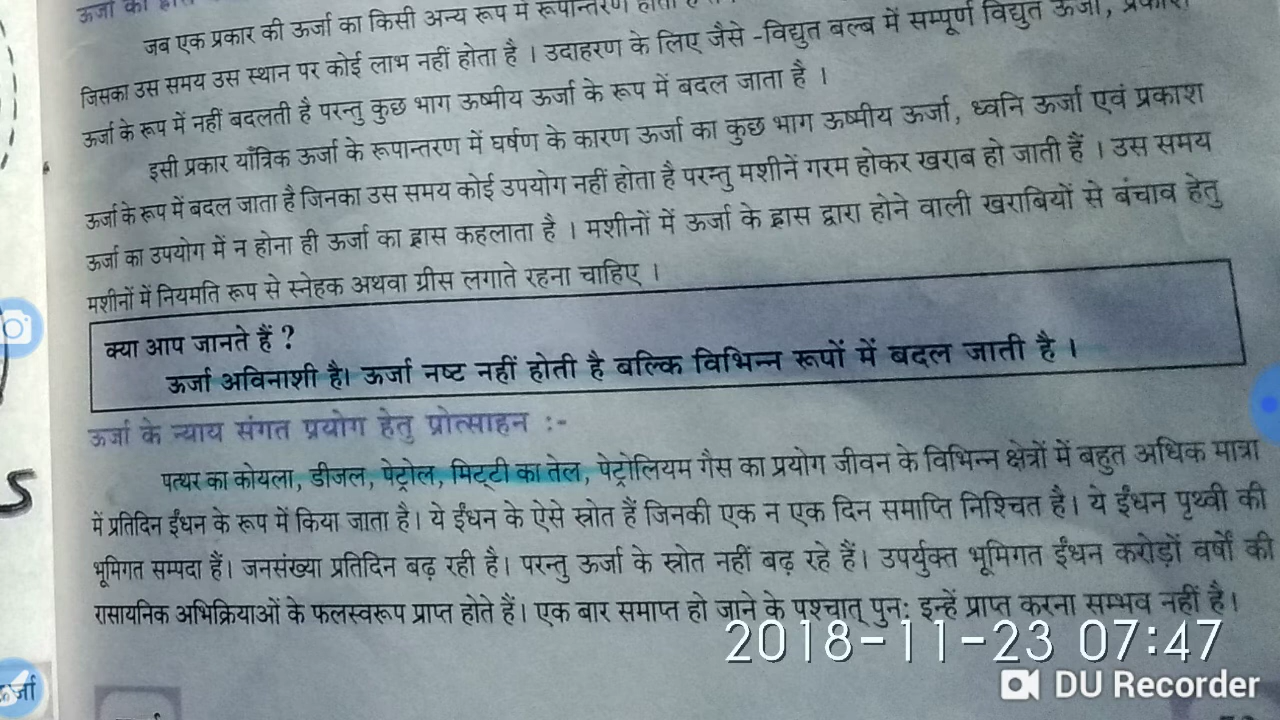 ऊर्जा का ह्रास
जब एक प्रकार की ऊर्जा का किसी अन्य रूप में रूपान्तरण होता है
जिसका उस समय उस स्थान पर कोई लाभ नहीं होता है । उदाहरण के लिए जैसे -विद्युत बल्ब में सम्पूर्ण विद्युत ऊर्जा, प्रकाश
ऊर्जा के रूप में नहीं बदलती है परन्तु कुछ भाग ऊष्मीय ऊर्जा के रूप में बदल जाता है ।
इसी प्रकार याँत्रिक ऊर्जा के रूपान्तरण में घर्षण के कारण ऊर्जा का कुछ भाग ऊष्मीय ऊर्जा, ध्वनि ऊर्जा एवं प्रकाश
ऊर्जा के रूप में बदल जाता है जिनका उस समय कोई उपयोग नहीं होता है परन्तु मशीनें गरम होकर खराब हो जाती हैं । उस समय
ऊर्जा का उपयोग में न होना ही ऊर्जा का ह्रास कहलाता है । मशीनों में ऊर्जा के ह्रास द्वारा होने वाली खराबियों से बंचाव हेतु
मशीनों में नियमति रूप से स्नेहक अथवा ग्रीस लगाते रहना चाहिए ।
क्या आप जानते हैं ?
ऊर्जा अविनाशी है। ऊर्जा नष्ट नहीं होती है बल्कि विभिन्न रूपों में बदल जाती है ।
ऊर्जा के न्याय संगत प्रयोग हेतु प्रोत्साहन :-
पत्थर का कोयला, डीजल, पेट्रोल, मिट्टी का तेल, पेट्रोलियम गैस का प्रयोग जीवन के विभिन्न क्षेत्रों में बहुत अधिक मात्रा
में प्रतिदिन ईंधन के रूप में किया जाता है। ये ईंधन के ऐसे स्रोत हैं जिनकी एक न एक दिन समाप्ति निश्चित है। ये ईंधन पृथ्वी की
भूमिगत सम्पदा हैं। जनसंख्या प्रतिदिन बढ़ रही है। परन्तु ऊर्जा के स्रोत नहीं बढ़ रहे हैं। उपर्युक्त भूमिगत ईंधन करोड़ों वर्षों की
रासायनिक अभिक्रियाओं के फलस्वरूप प्राप्त होते हैं। एक बार समाप्त हो जाने के पश्चात् पुनः इन्हें प्राप्त करना सम्भव नहीं है।
2018-11-23 07:47
DU Recorder